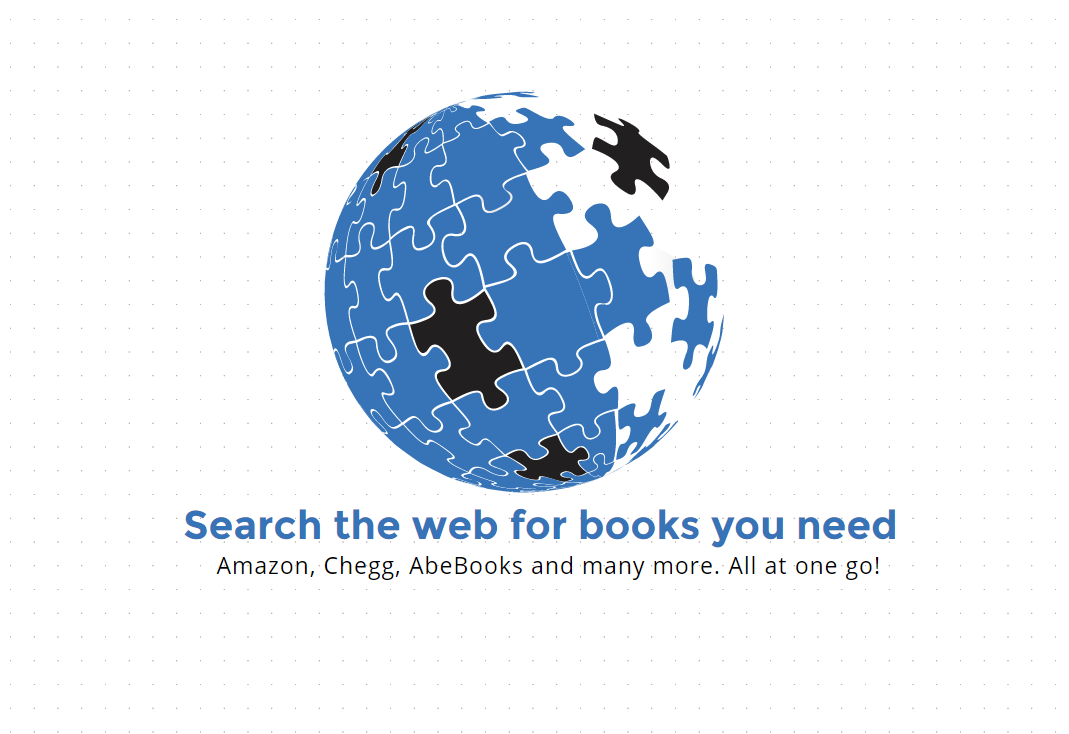 Search the web for books you need
Amazon, Chegg, AbeBooks and many more. All at one go!